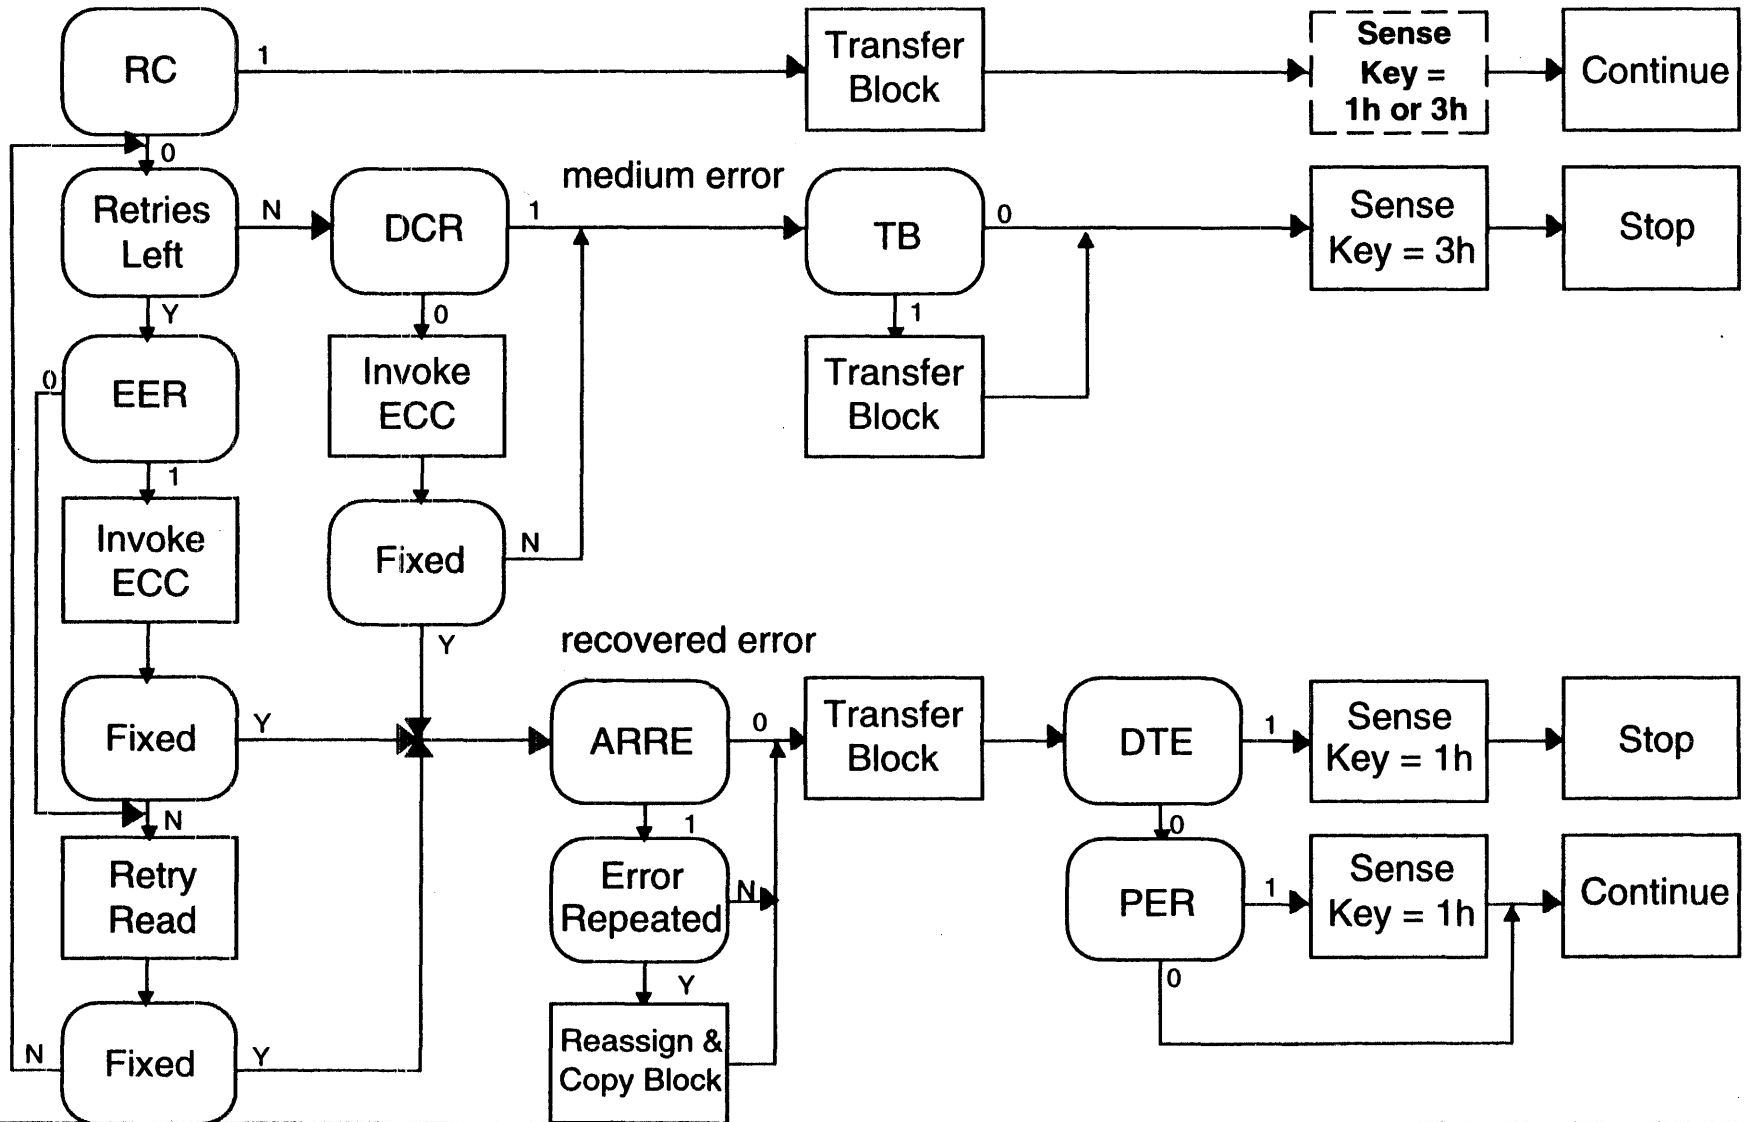 RC
1
Transfer
Block
Sense
Key =
1h or 3h
Continue
0
Retries
Left
N
DCR
1
medium error
TB
0
Sense
Key = 3h
Stop
Y
0
1
0
EER
Invoke
ECC
Transfer
Block
1
Invoke
ECC
Fixed
N
Y
recovered error
Fixed
Y
ARRE
0
Transfer
Block
DTE
1
Sense
Key = 1h
Stop
N
1
0
Retry
Read
Error
Repeated
N
PER
1
Sense
Key = 1h
Continue
Y
0
N
Fixed
Y
Reassign &
Copy Block